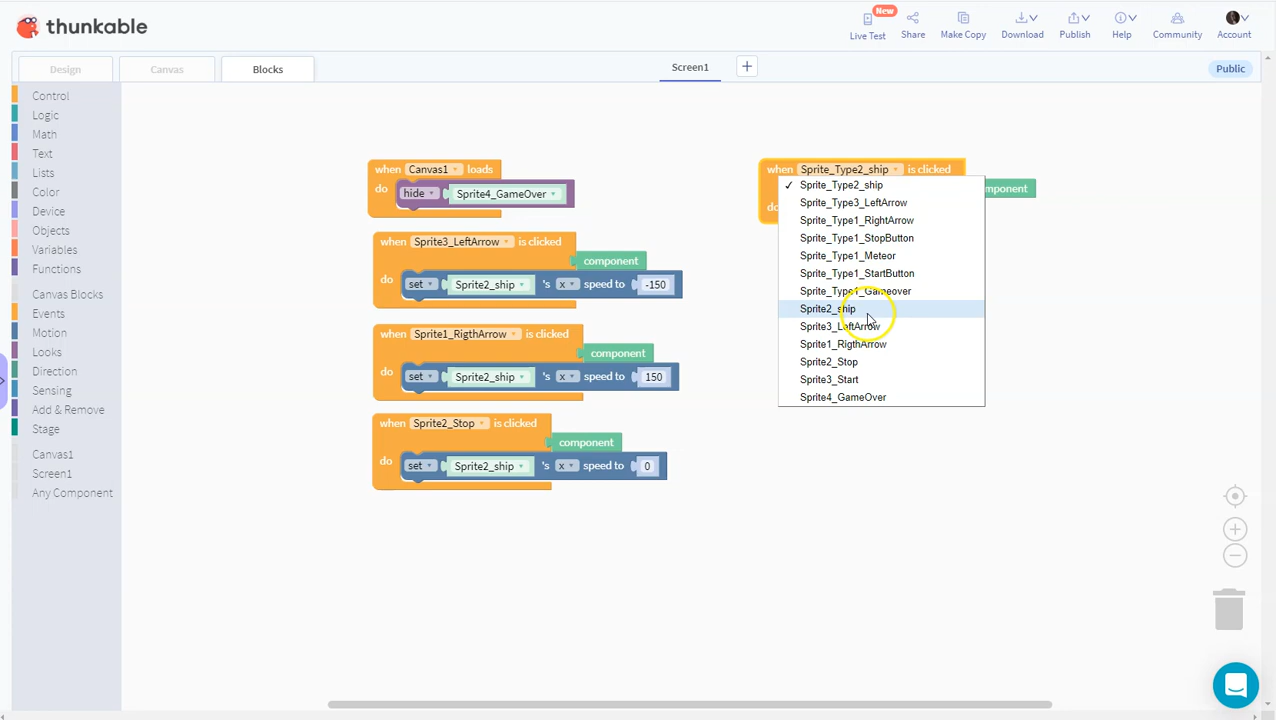 thunkable
New
Live Test
Share
Make Copy
Download
Publish
Help
Community
Account
Design
Canvas
Blocks
Screen1
+
Public
Control
Logic
Math
Text
Lists
Color
Device
Objects
Variables
Functions
Canvas Blocks
Events
Motion
Looks
Direction
Sensing
Add & Remove
Stage
Canvas1
Screen1
Any Component
when Canvas1 loads
do hide Sprite4_GameOver
when Sprite3_LeftArrow is clicked
component
do set Sprite2_ship 's x speed to -150
when Sprite1_RigthArrow is clicked
component
do set Sprite2_ship 's x speed to 150
when Sprite2_Stop is clicked
component
do set Sprite2_ship 's x speed to 0
when Sprite_Type2_ship is clicked
mponent
do
✓ Sprite_Type2_ship
Sprite_Type3_LeftArrow
Sprite_Type1_RightArrow
Sprite_Type1_StopButton
Sprite_Type1_Meteor
Sprite_Type1_StartButton
Sprite_Type1_Gameover
Sprite2_ship
Sprite3_LeftArrow
Sprite1_RigthArrow
Sprite2_Stop
Sprite3_Start
Sprite4_GameOver